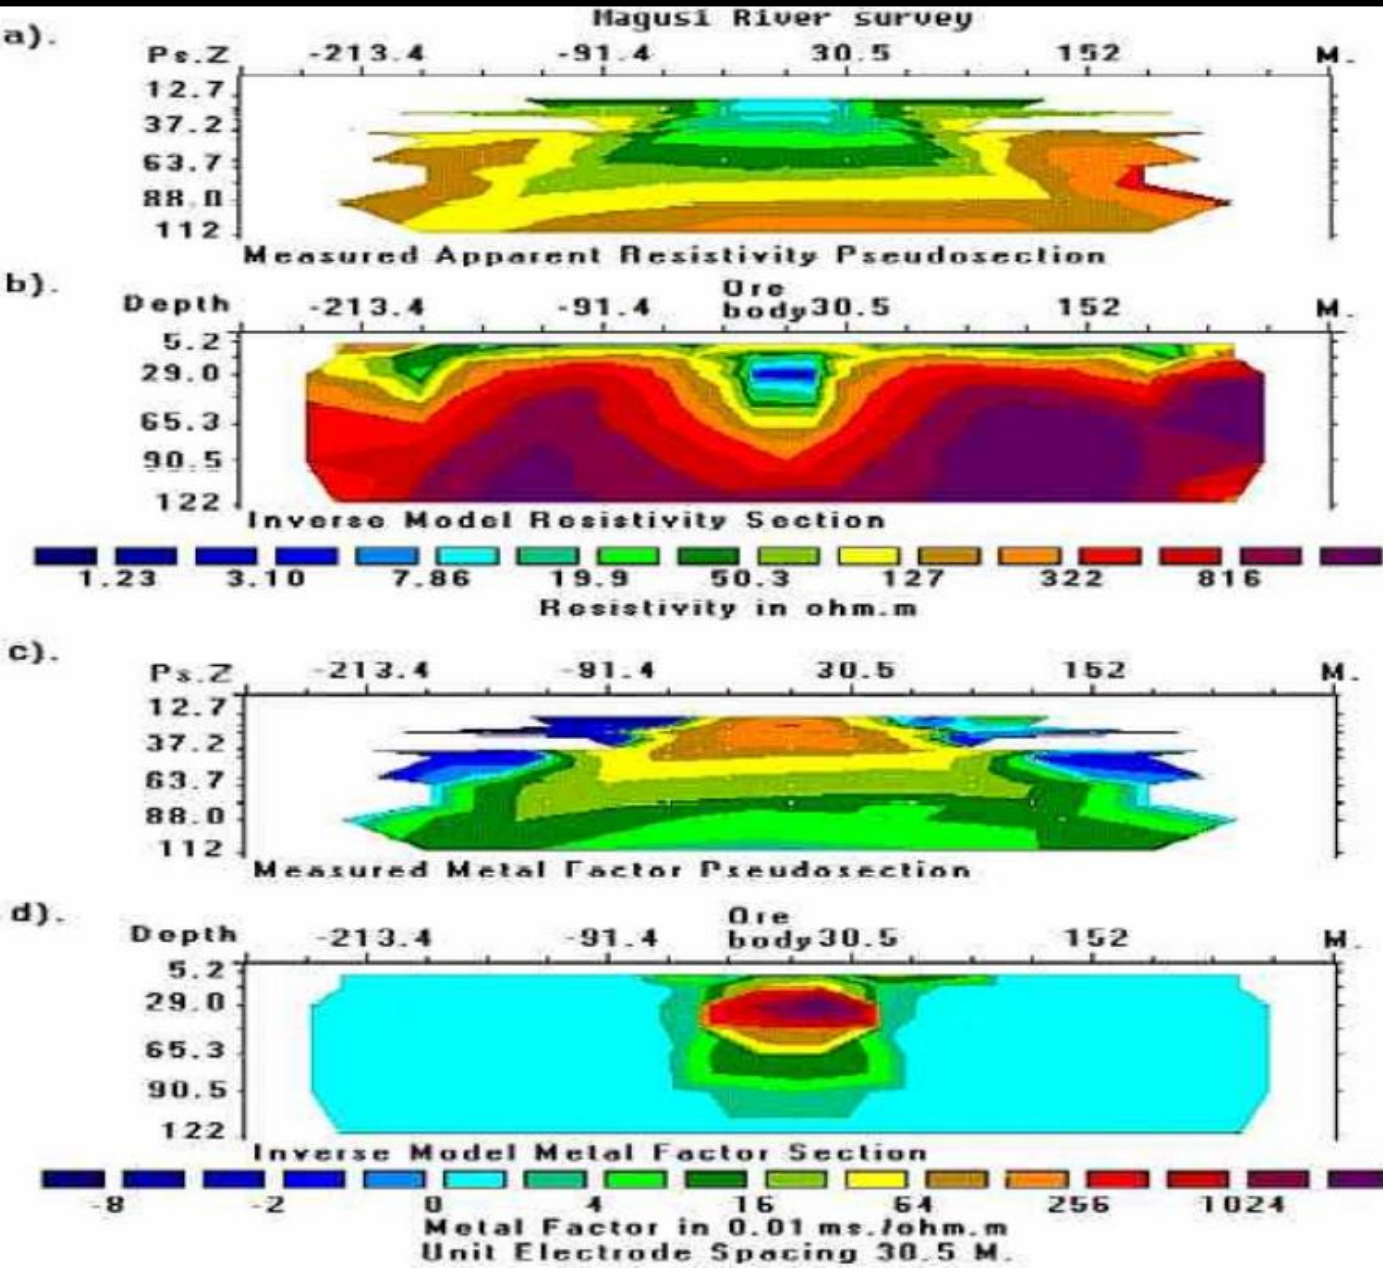 Magusi River survey
a).
Ps.Z -213.4 -91.4 30.5 152 M.
12.7
37.2
63.7
88.0
112
Measured Apparent Resistivity Pseudosection
b).
Ore
Depth -213.4 -91.4 body 30.5 152 M.
5.2
29.0
65.3
90.5
122
Inverse Model Resistivity Section
1.23 3.10 7.86 19.9 50.3 127 322 816
Resistivity in ohm.m
c).
Ps.Z -213.4 -91.4 30.5 152 M.
12.7
37.2
63.7
88.0
112
Measured Metal Factor Pseudosection
d).
Ore
Depth -213.4 -91.4 body 30.5 152 M.
5.2
29.0
65.3
90.5
122
Inverse Model Metal Factor Section
-8 -2 0 4 16 64 256 1024
Metal Factor in 0.01 ms./ohm.m
Unit Electrode Spacing 30.5 M.